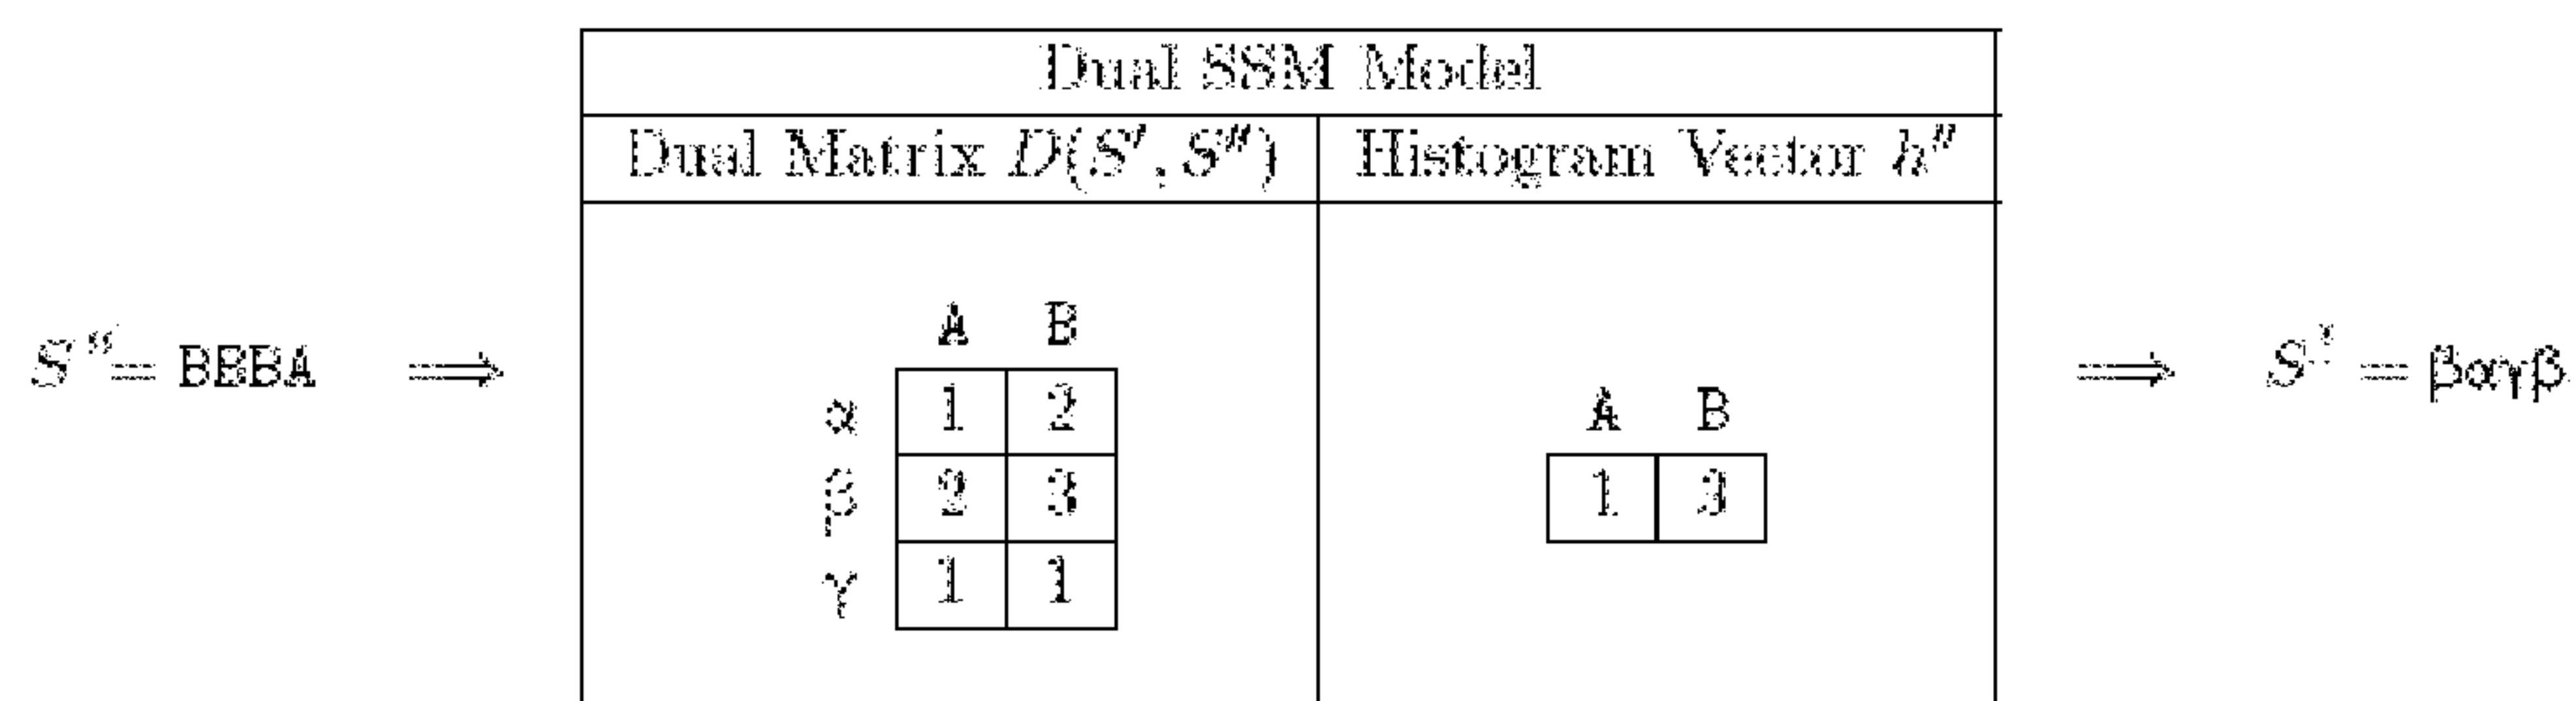 Dual SSM Model
Dual Matrix D(S′, S″) Histogram Vector h″
S″ = BBBA ⟹
A B
α 1 2
β 2 3
γ 1 1
A B
1 3
⟹ S′ = βαγβ